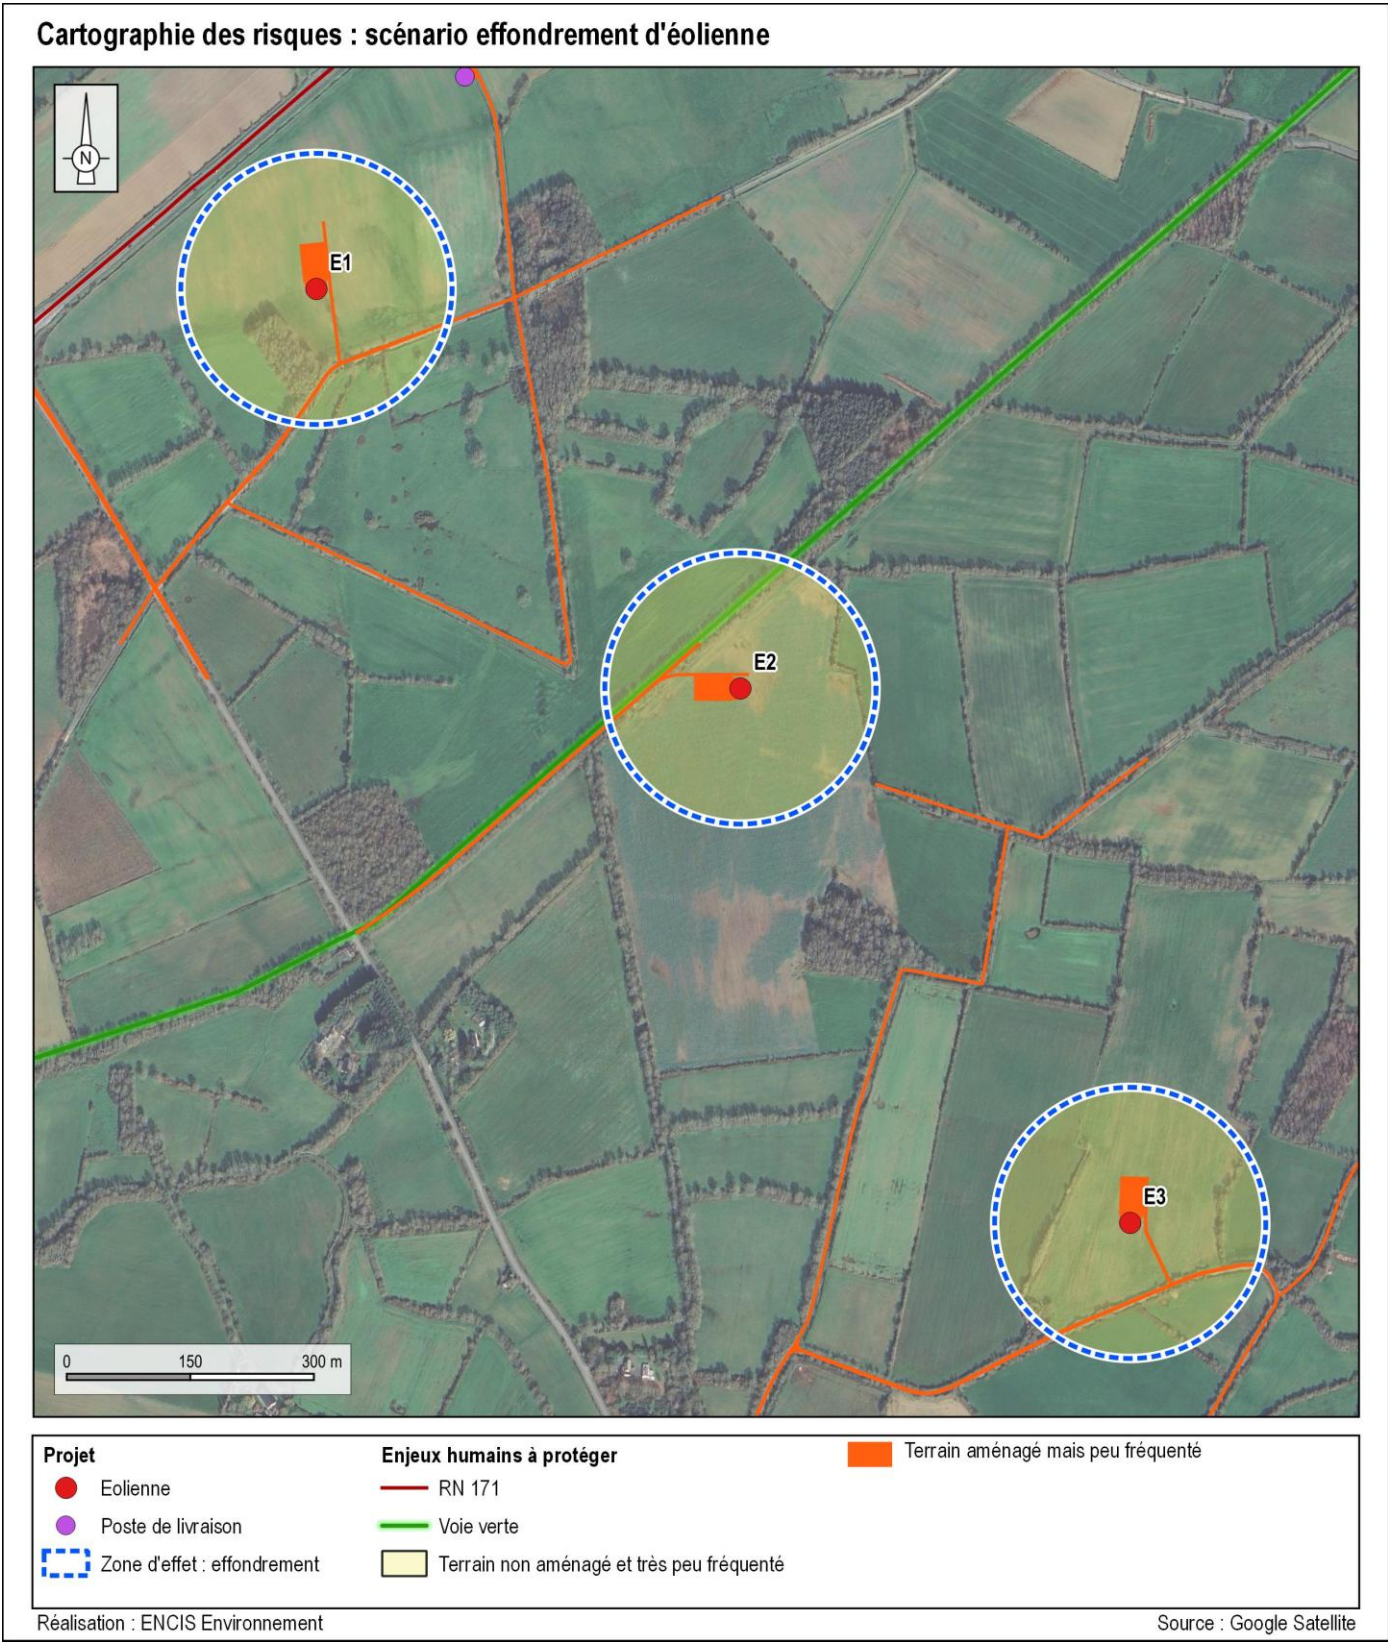 Cartographie des risques : scénario effondrement d'éolienne
N
E1
E2
E3
0 150 300 m
Projet
Eolienne
Poste de livraison
Zone d'effet : effondrement
Enjeux humains à protéger
RN 171
Voie verte
Terrain non aménagé et très peu fréquenté
Terrain aménagé mais peu fréquenté
Réalisation : ENCIS Environnement
Source : Google Satellite